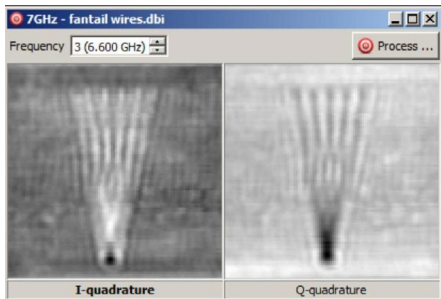 7GHz - fantail wires.dbi
Frequency 3 (6.600 GHz) Process ...
I-quadrature Q-quadrature